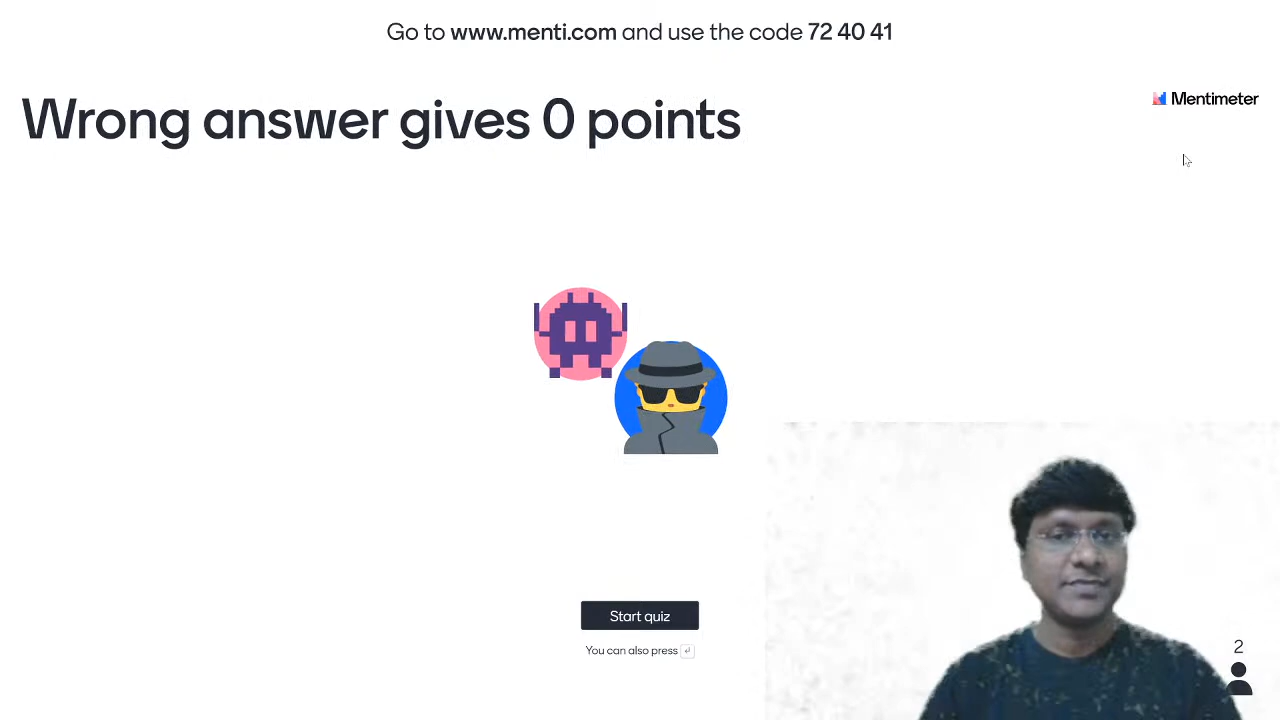 Go to www.menti.com and use the code 72 40 41
Wrong answer gives 0 points
Mentimeter
Start quiz
You can also press ↵
2